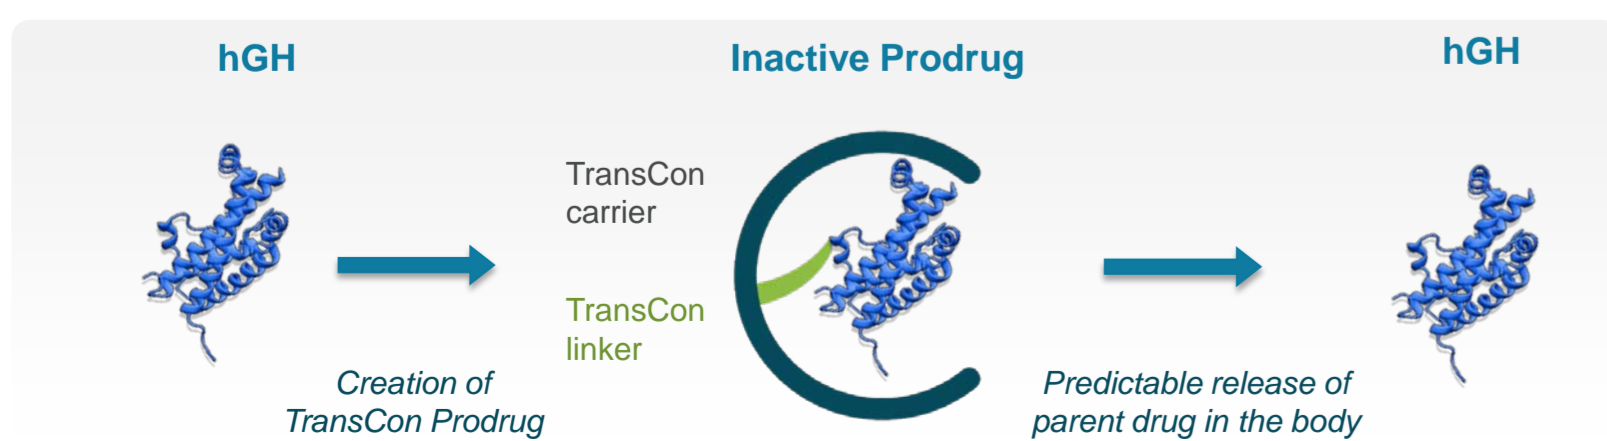 hGH
Inactive Prodrug
hGH
TransCon
carrier
TransCon
linker
Creation of
TransCon Prodrug
Predictable release of
parent drug in the body